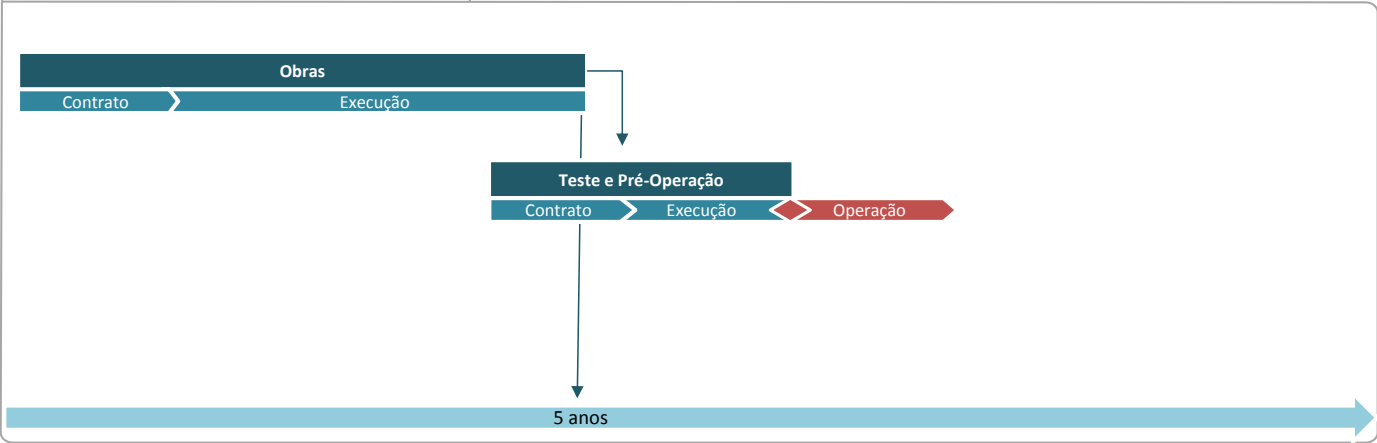 Obras
Contrato Execução
Teste e Pré-Operação
Contrato Execução Operação
5 anos